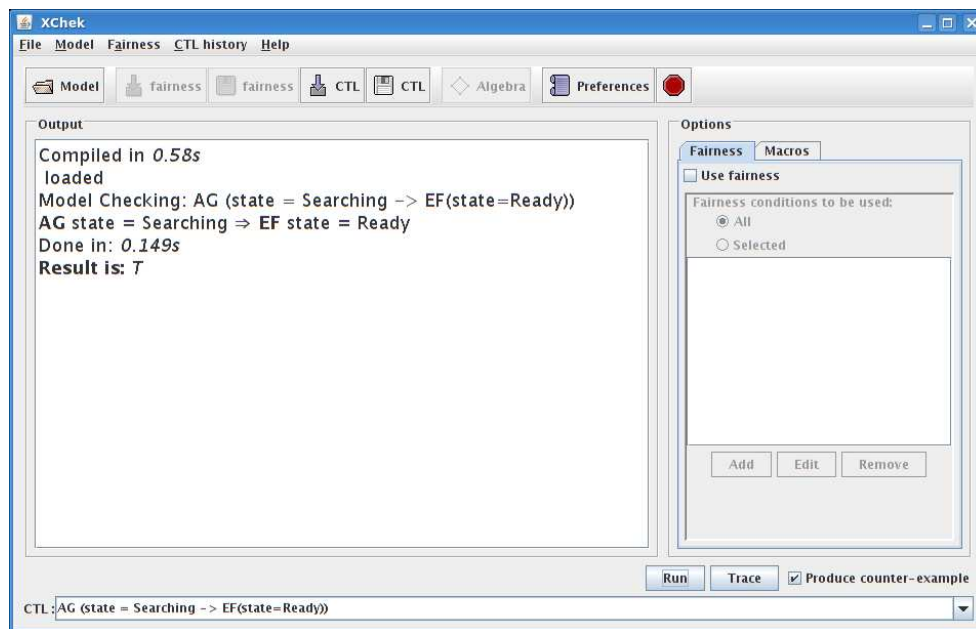 XChek
File Model Fairness CTL history Help
Model fairness fairness CTL CTL Algebra Preferences
Output
Compiled in 0.58s
loaded
Model Checking: AG (state = Searching -> EF(state=Ready))
AG state = Searching ⇒ EF state = Ready
Done in: 0.149s
Result is: T
Options
Fairness Macros
Use fairness
Fairness conditions to be used:
All
Selected
Add Edit Remove
Run Trace Produce counter-example
CTL: AG (state = Searching -> EF(state=Ready))